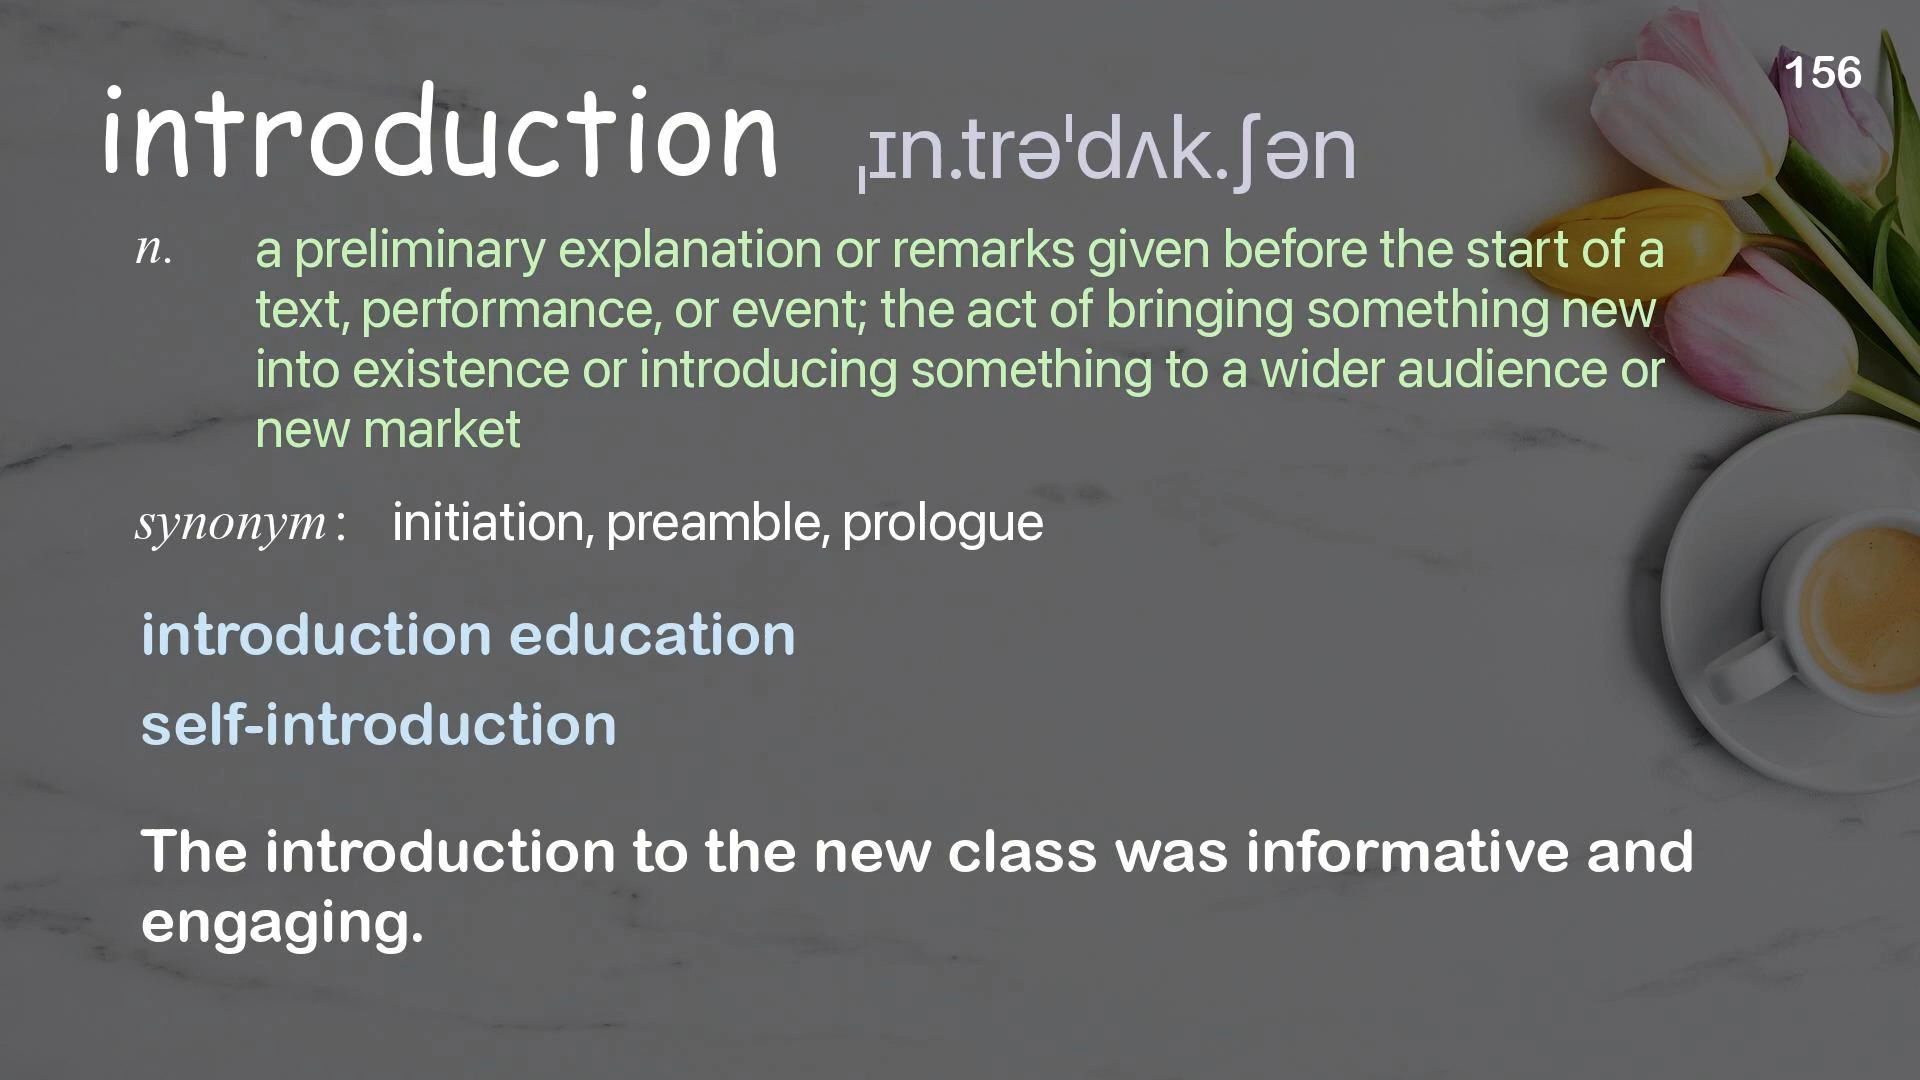 156
introduction ˌɪn.trəˈdʌk.ʃən
n. a preliminary explanation or remarks given before the start of a
text, performance, or event; the act of bringing something new
into existence or introducing something to a wider audience or
new market
synonym: initiation, preamble, prologue
introduction education
self-introduction
The introduction to the new class was informative and
engaging.